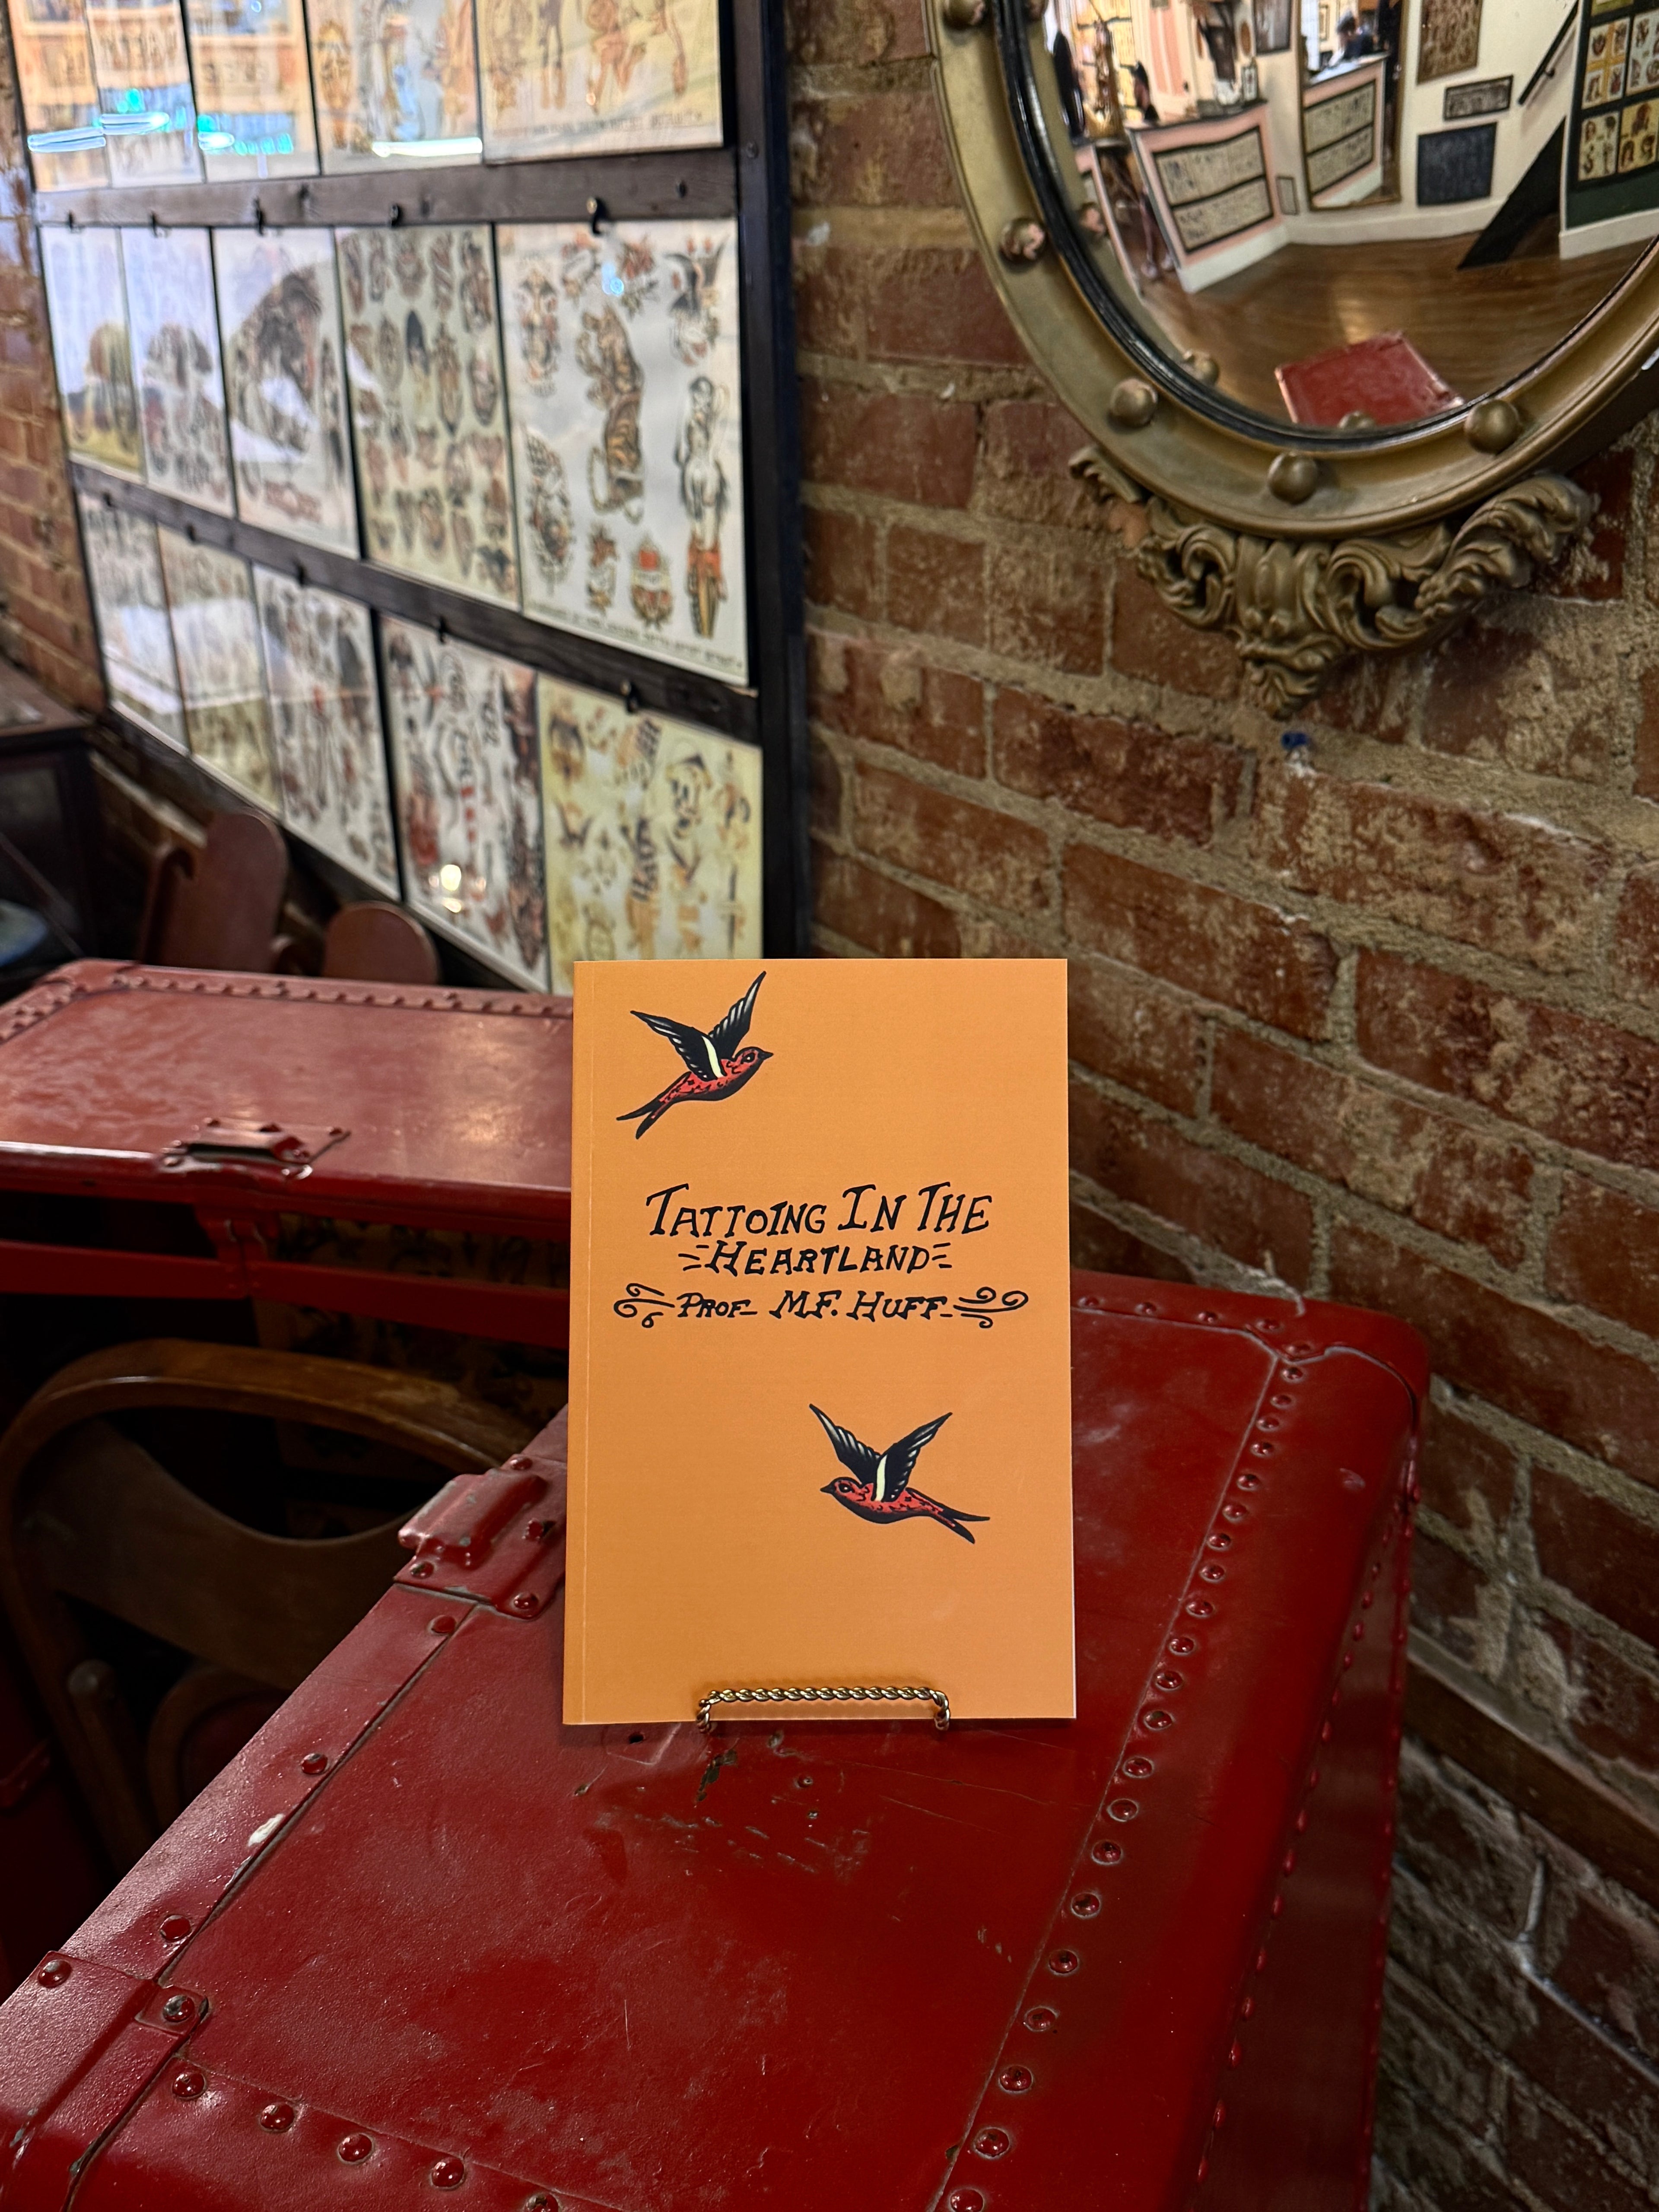 TATTOING IN THE
HEARTLAND
PROF. M.F. HUFF